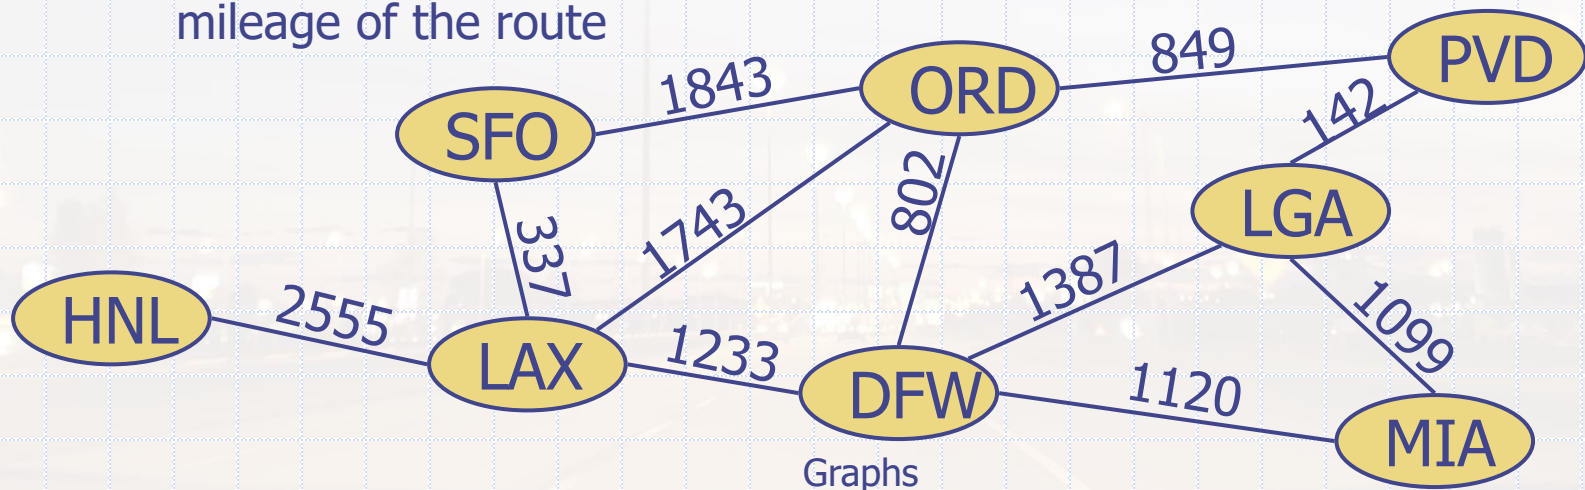 mileage of the route
849
PVD
1843
ORD
142
SFO
802
LGA
337
1743
1387
HNL
2555
1099
LAX
1233
DFW
1120
MIA
Graphs